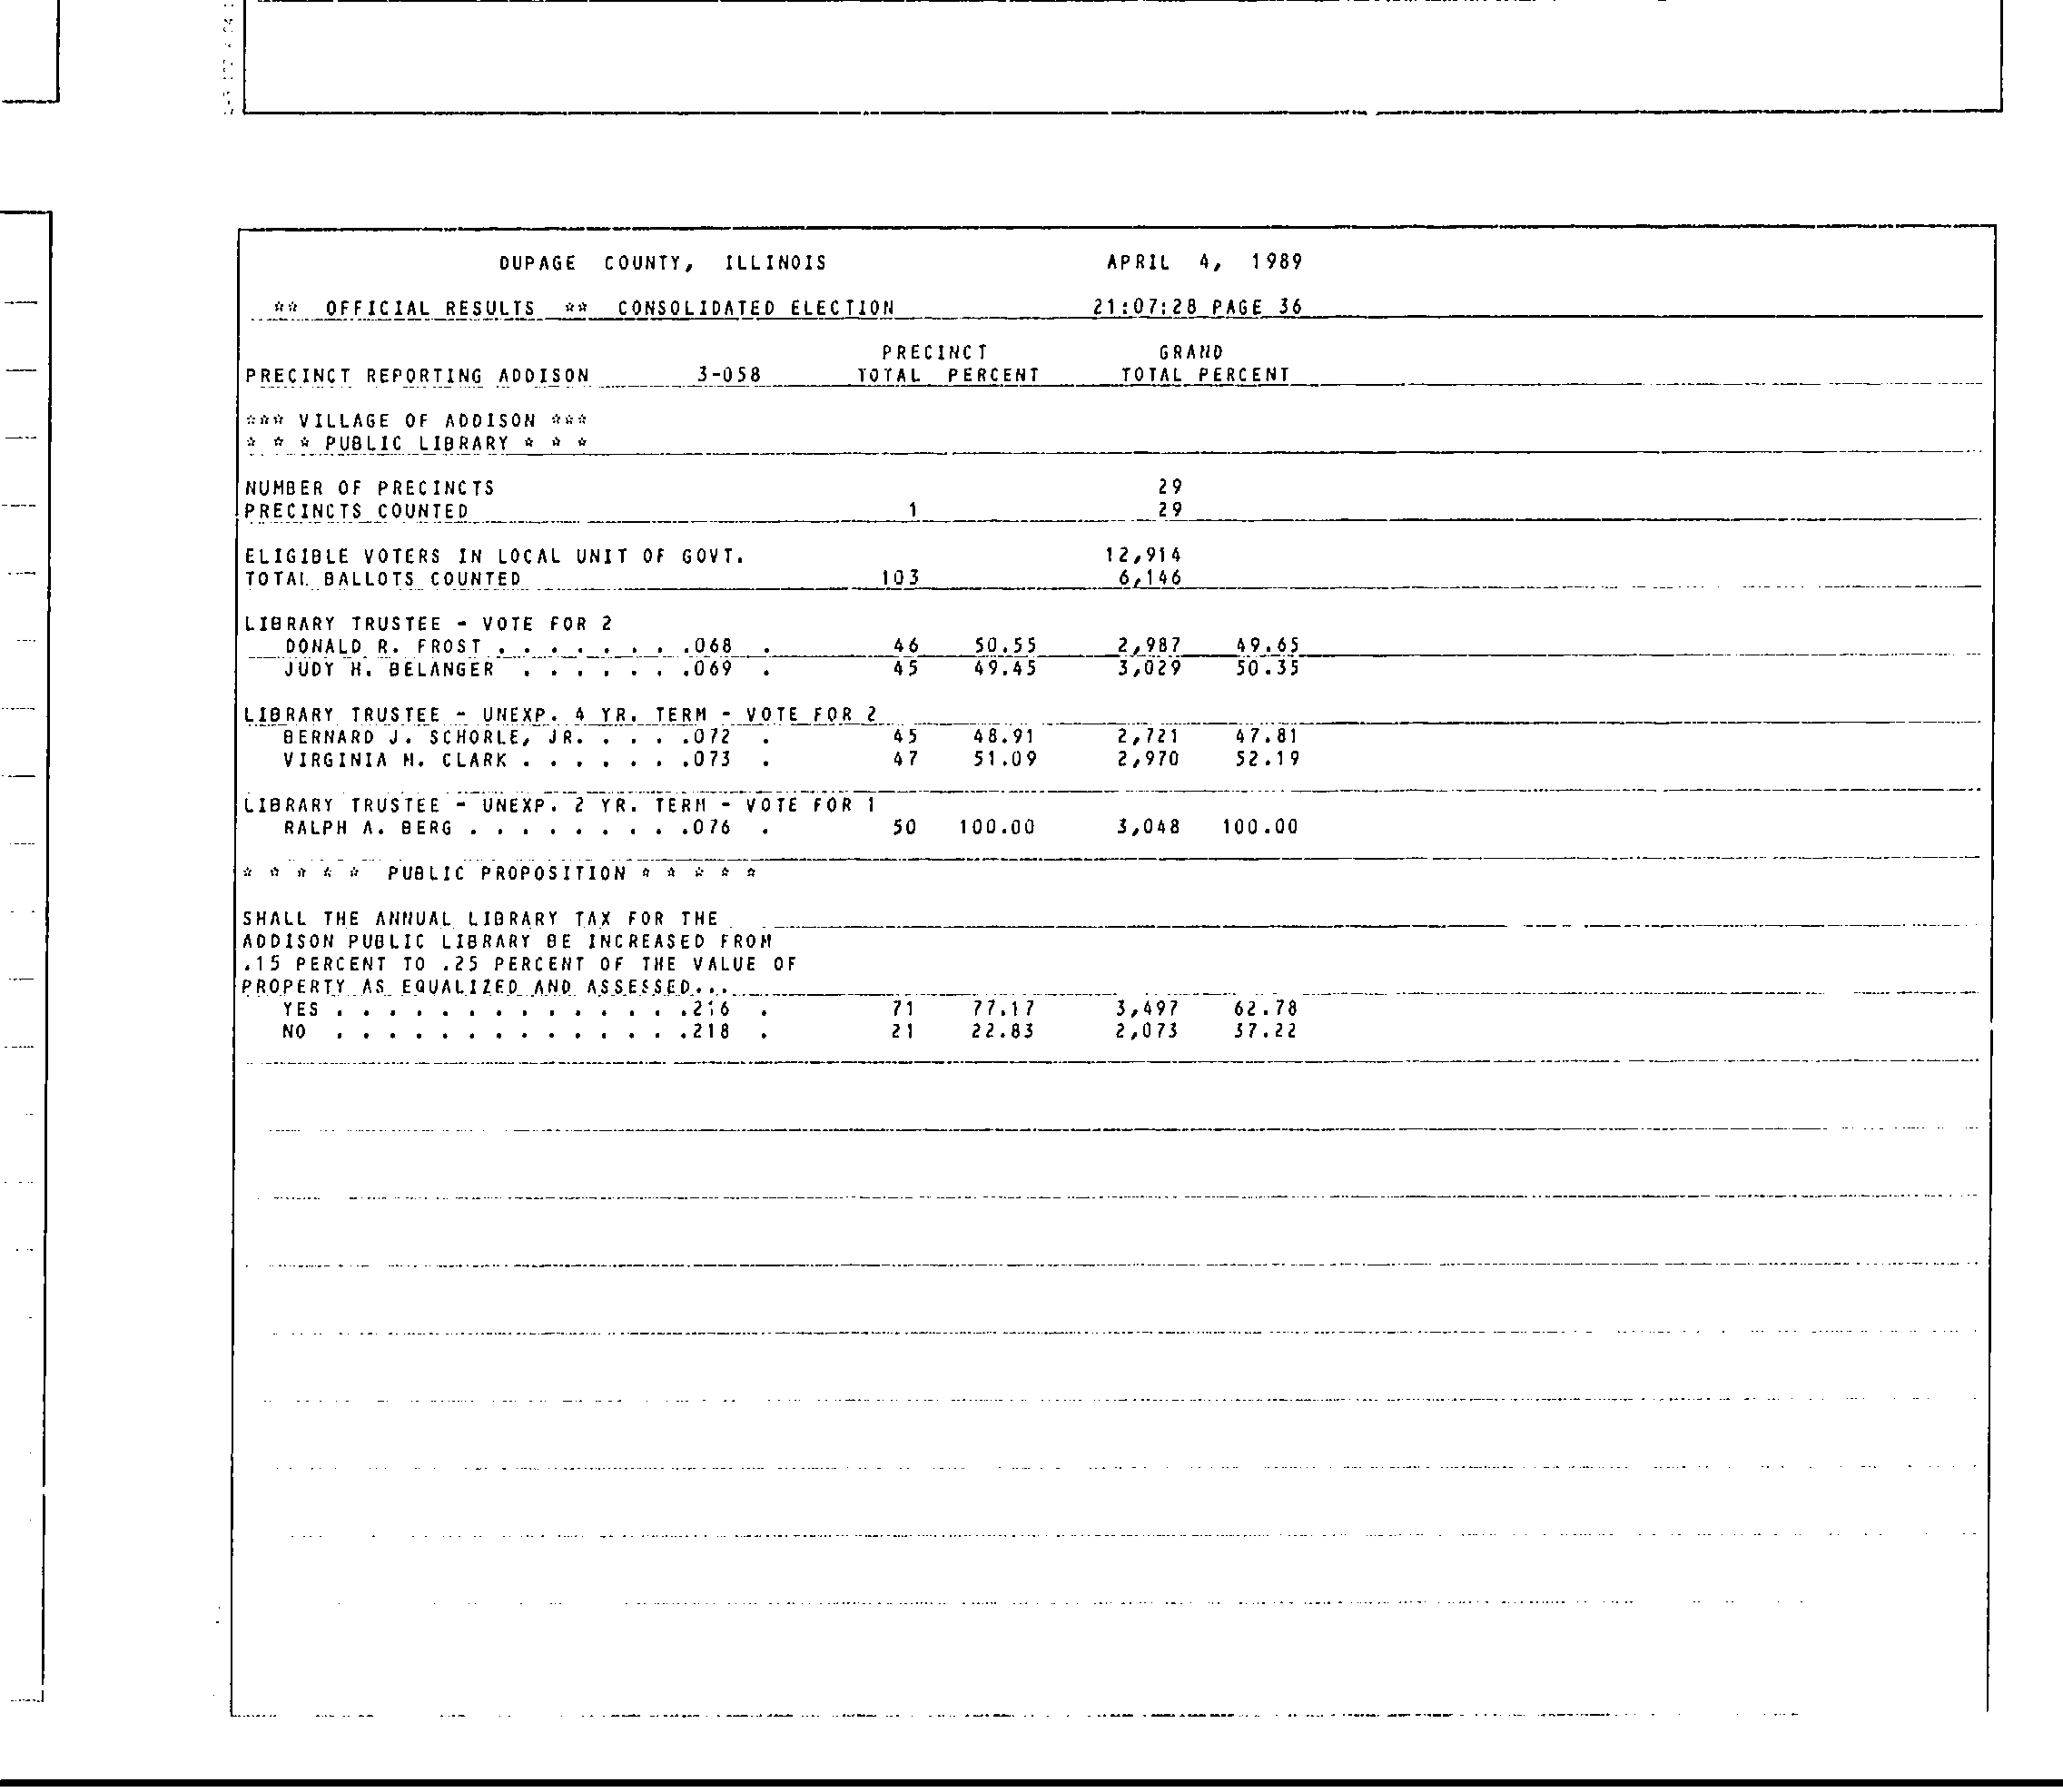 DUPAGE COUNTY, ILLINOIS APRIL 4, 1989
** OFFICIAL RESULTS ** CONSOLIDATED ELECTION 21:07:28 PAGE 36
PRECINCT GRAND
PRECINCT REPORTING ADDISON 3-058 TOTAL PERCENT TOTAL PERCENT
*** VILLAGE OF ADDISON ***
* * * PUBLIC LIBRARY * * *
NUMBER OF PRECINCTS 29
PRECINCTS COUNTED 1 29
ELIGIBLE VOTERS IN LOCAL UNIT OF GOVT. 12,914
TOTAL BALLOTS COUNTED 103 6,146
LIBRARY TRUSTEE - VOTE FOR 2
DONALD R. FROST . . . . . . . .068 . 46 50.55 2,987 49.65
JUDY H. BELANGER . . . . . . .069 . 45 49.45 3,029 50.35
LIBRARY TRUSTEE - UNEXP. 4 YR. TERM - VOTE FOR 2
BERNARD J. SCHORLE, JR. . . . .072 . 45 48.91 2,721 47.81
VIRGINIA M. CLARK . . . . . . .073 . 47 51.09 2,970 52.19
LIBRARY TRUSTEE - UNEXP. 2 YR. TERM - VOTE FOR 1
RALPH A. BERG . . . . . . . . .076 . 50 100.00 3,048 100.00
* * * * * PUBLIC PROPOSITION * * * * *
SHALL THE ANNUAL LIBRARY TAX FOR THE
ADDISON PUBLIC LIBRARY BE INCREASED FROM
.15 PERCENT TO .25 PERCENT OF THE VALUE OF
PROPERTY AS EQUALIZED AND ASSESSED...
YES . . . . . . . . . . . . . .216 . 71 77.17 3,497 62.78
NO . . . . . . . . . . . . . .218 . 21 22.83 2,073 37.22